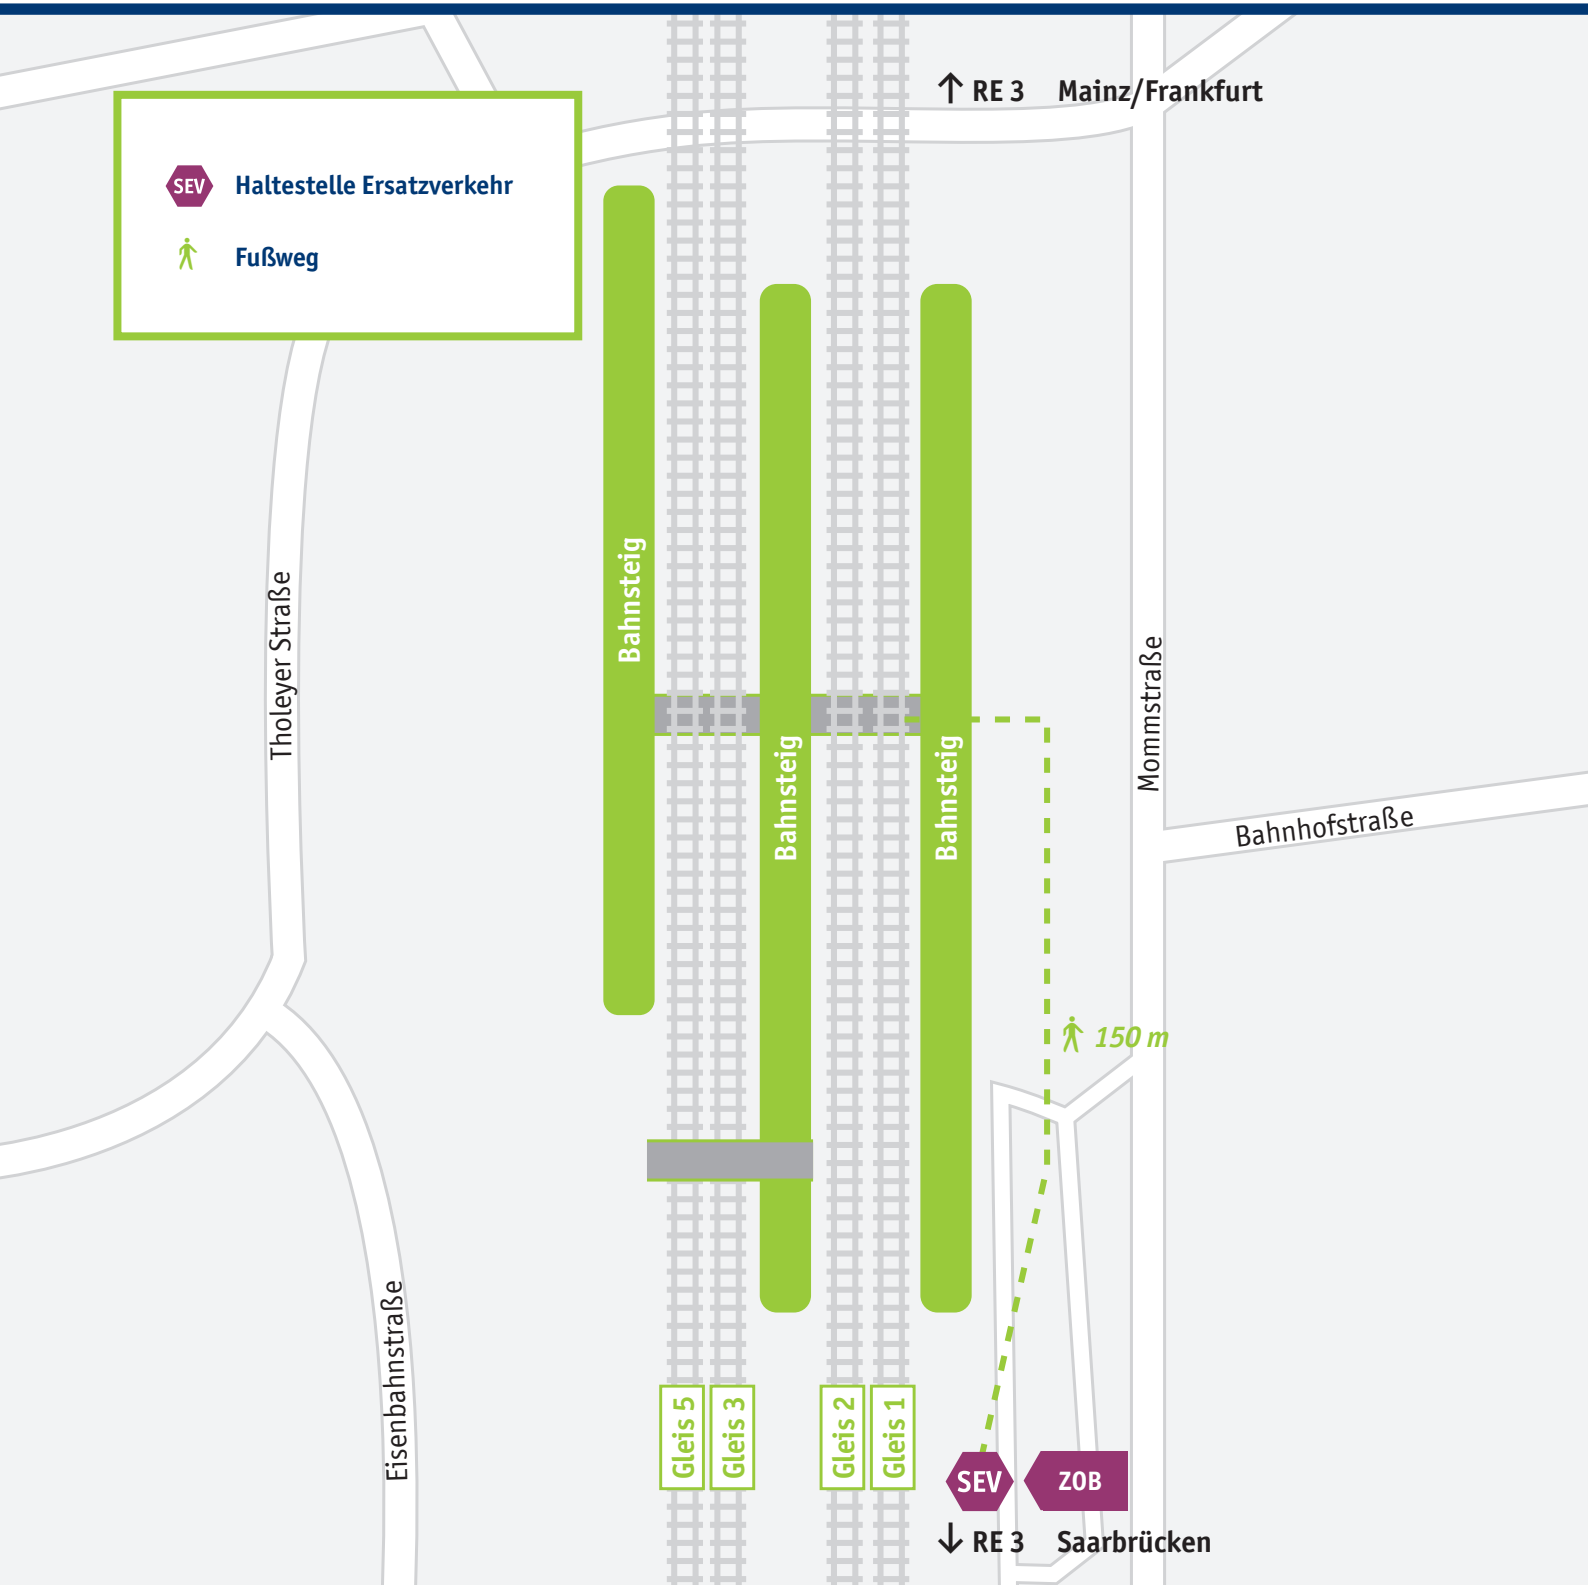 ↑ RE 3 Mainz/Frankfurt
SEV Haltestelle Ersatzverkehr
Fußweg
Bahnsteig
Tholeyer Straße
Mommstraße
Bahnsteig
Bahnsteig
Bahnhofstraße
150 m
Eisenbahnstraße
Gleis 5
Gleis 3
Gleis 2
Gleis 1
SEV
ZOB
↓ RE 3 Saarbrücken